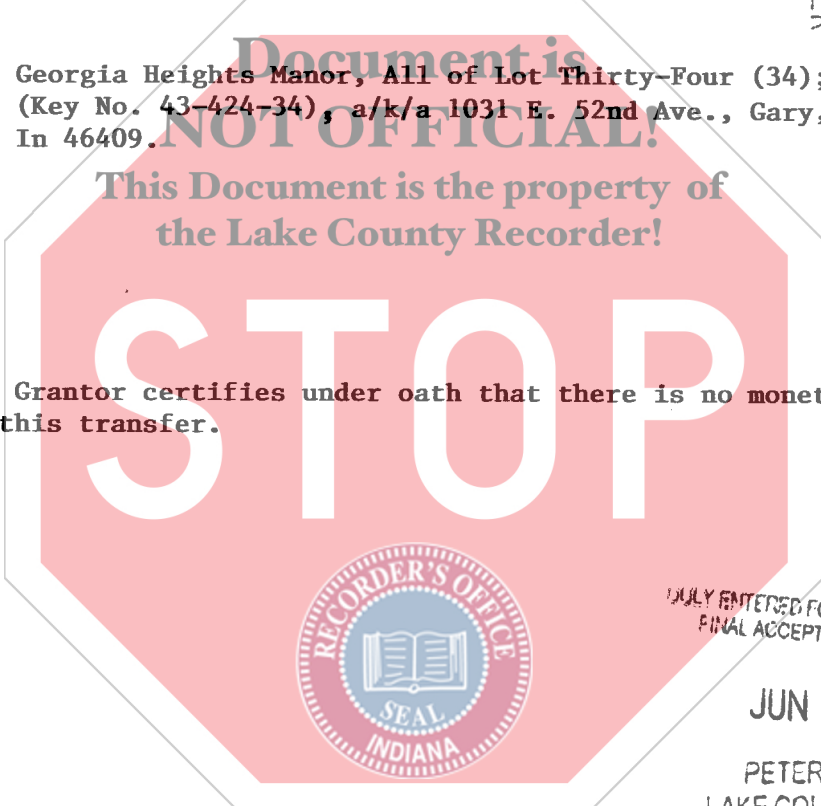 Document is
Georgia Heights Manor, All of Lot Thirty-Four (34);
(Key No. 43-424-34), a/k/a 1031 E. 52nd Ave., Gary,
In 46409.
NOT OFFICIAL!
This Document is the property of
the Lake County Recorder!
STOP
Grantor certifies under oath that there is no monet
this transfer.
RECORDER'S OFFICE
SEAL
INDIANA
DULY ENTERED FO
FINAL ACCEPT
JUN
PETER
LAKE COU